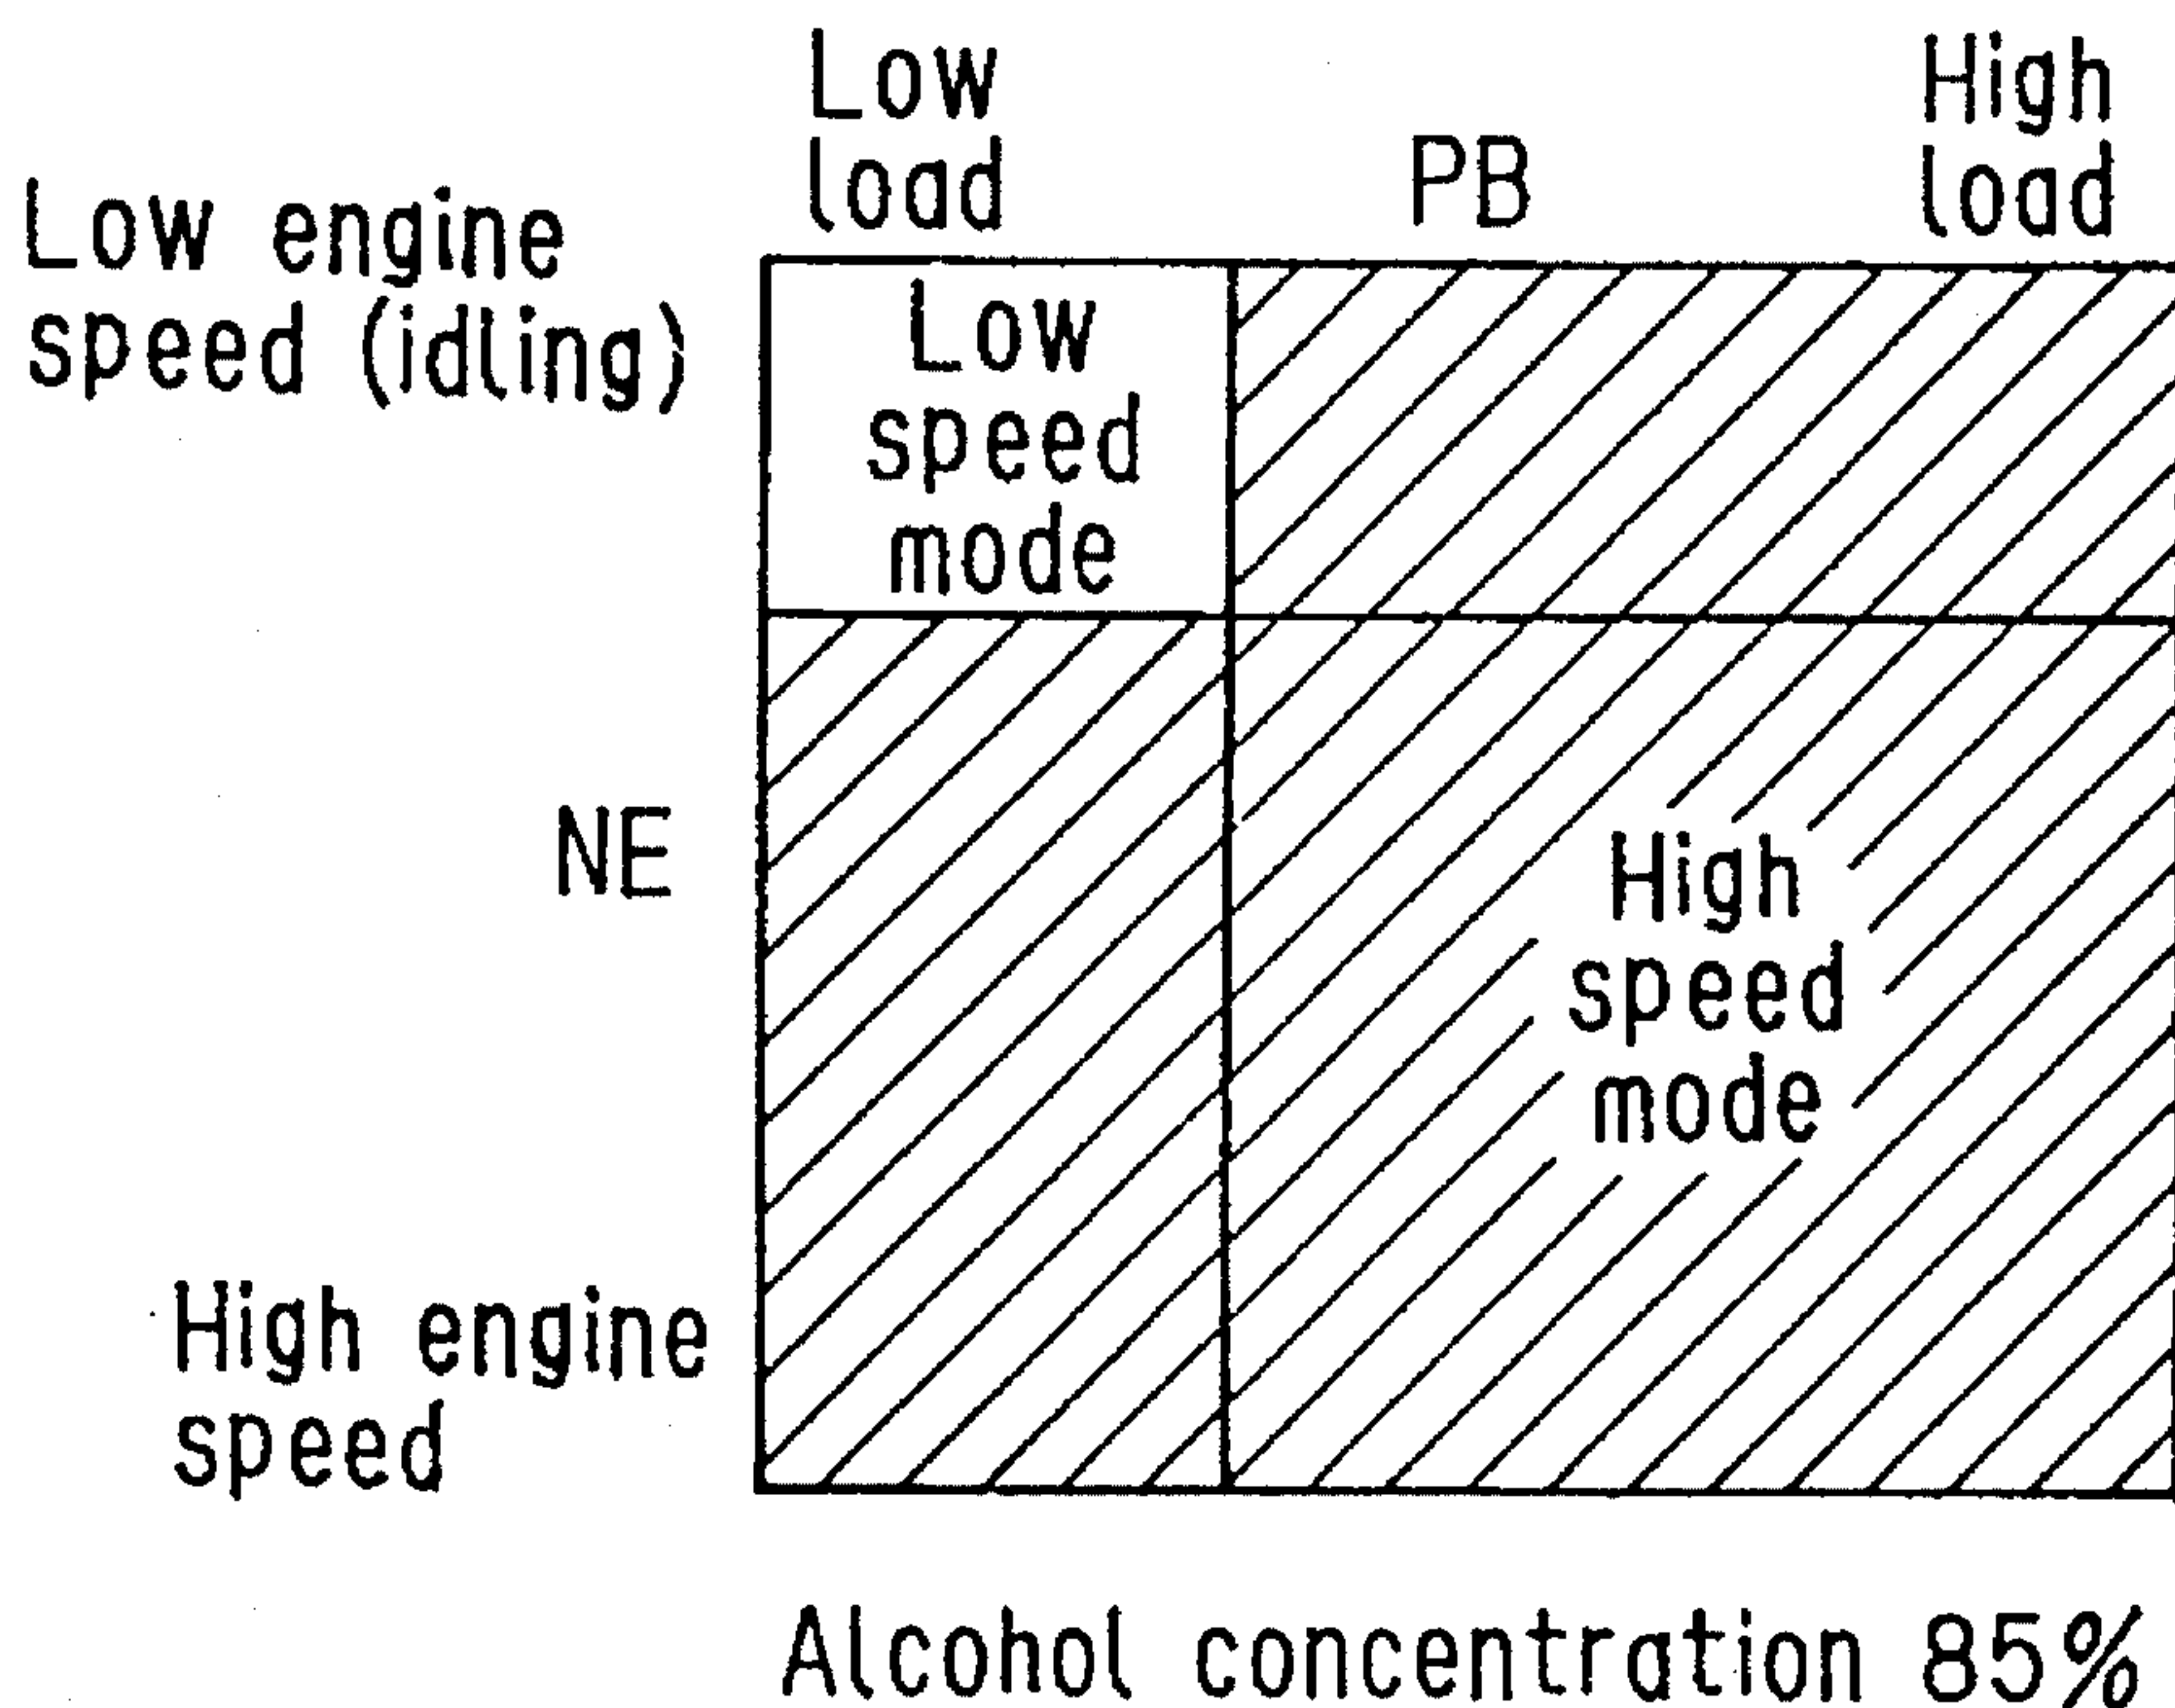 Low
load
PB
High
load
Low engine
speed (idling)
Low
speed
mode
NE
High
speed
mode
High engine
speed
Alcohol concentration 85%